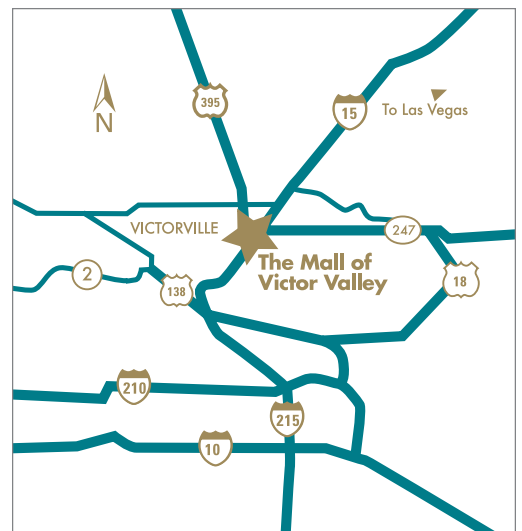 395
15
To Las Vegas
N
VICTORVILLE
247
The Mall of
Victor Valley
2
138
18
210
215
10